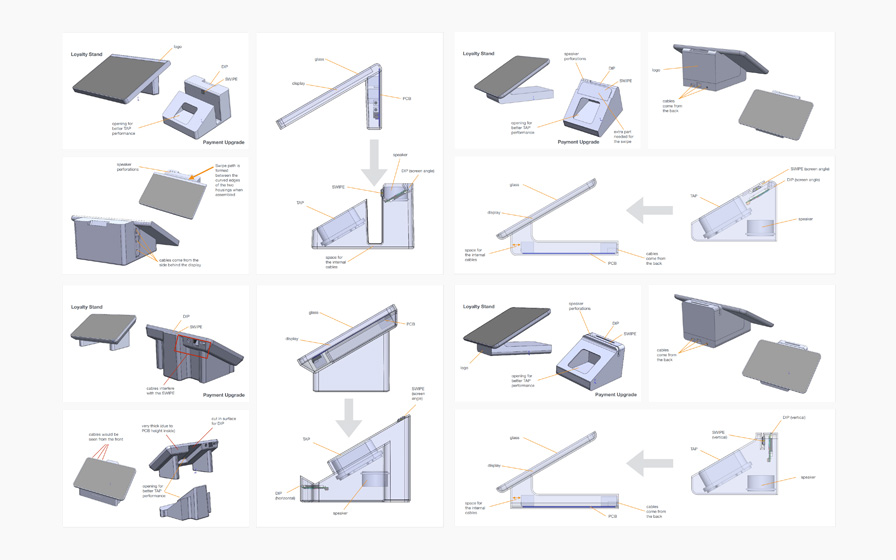 Loyalty Stand
logo
DIP
SWIPE
opening for
better TAP
performance
Payment Upgrade
speaker
perforations
Swipe path is
formed
between the
curved edges
of the two
housings when
assembled
cables come from the
side behind the display
glass
display
PCB
speaker
DIP (screen angle)
SWIPE
TAP
space for
the internal
cables
Loyalty Stand
speaker
perforations
DIP
SWIPE
opening for
better TAP
performance
extra part
needed for
the swipe
Payment Upgrade
logo
cables
come from
the back
glass
display
space for
the internal
cables
PCB
cables
come from
the back
SWIPE (screen angle)
DIP (screen angle)
TAP
speaker
Loyalty Stand
DIP
SWIPE
cables interfere
with the SWIPE
Payment Upgrade
cables would be
seen from the front
very thick (due to
PCB height inside)
cut in surface
for DIP
opening for
better TAP
performance
glass
display
PCB
SWIPE
(screen
angle)
TAP
DIP
(horizontal)
speaker
Loyalty Stand
speaker
perforations
DIP
SWIPE
logo
opening for
better TAP
performance
Payment Upgrade
cables
come from
the back
glass
display
space for
the internal
cables
PCB
cables
come from
the back
DIP (vertical)
SWIPE
(vertical)
TAP
speaker